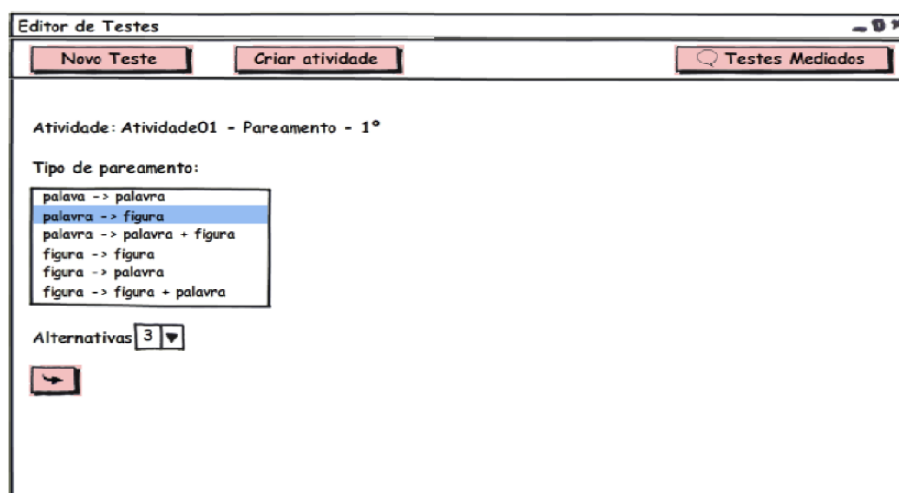 Editor de Testes
Novo Teste
Criar atividade
Testes Mediados
Atividade: Atividade01 - Pareamento - 1º
Tipo de pareamento:
palava -> palavra
palavra -> figura
palavra -> palavra + figura
figura -> figura
figura -> palavra
figura -> figura + palavra
Alternativas 3